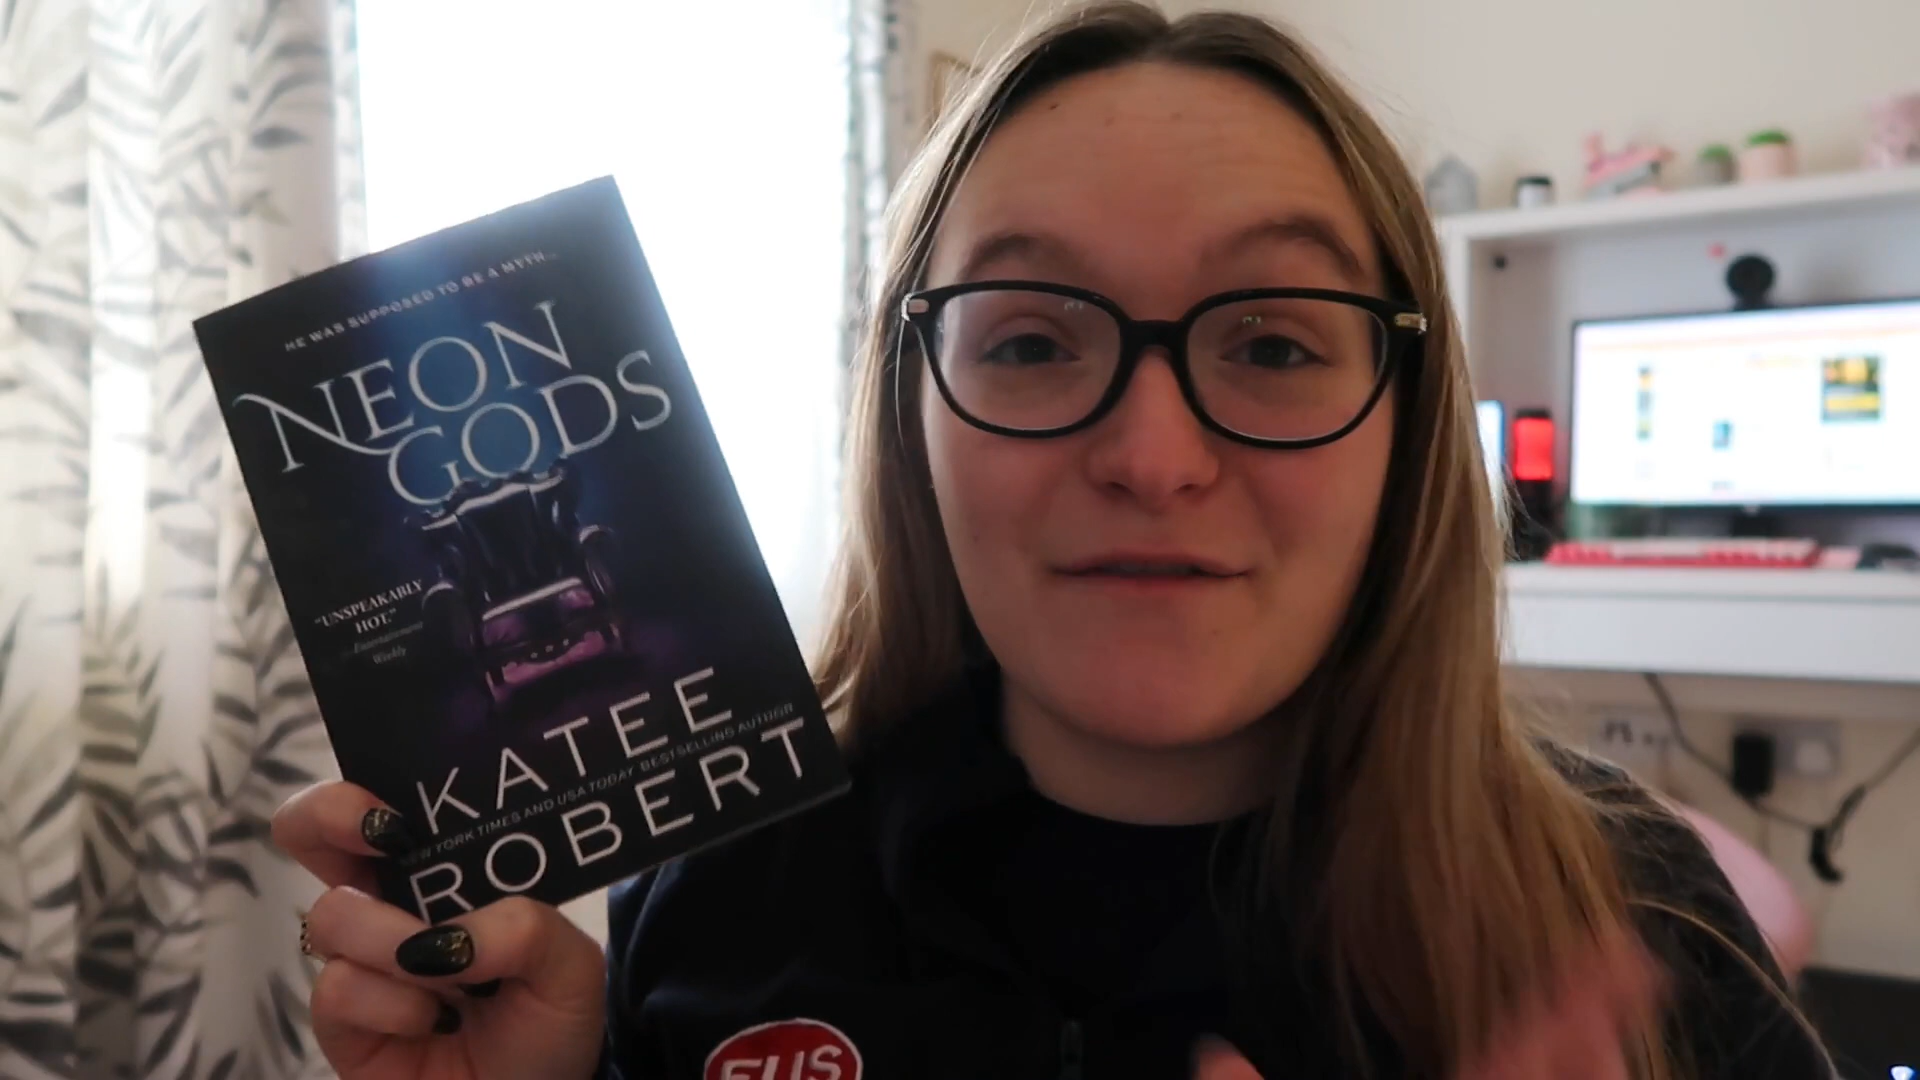 HE WAS SUPPOSED TO BE A MYTH...
NEON
GODS
"UNSPEAKABLY
HOT."
Entertainment
Weekly
KATEE
NEW YORK TIMES AND USA TODAY BESTSELLING AUTHOR
ROBERT